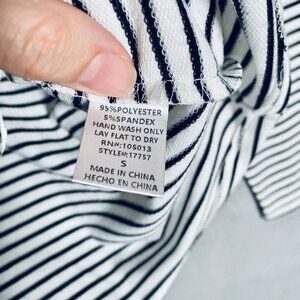 95%POLYESTER
5%SPANDEX
HAND WASH ONLY
LAY FLAT TO DRY
RN#:105013
STYLE#:17757
S
MADE IN CHINA
HECHO EN CHINA